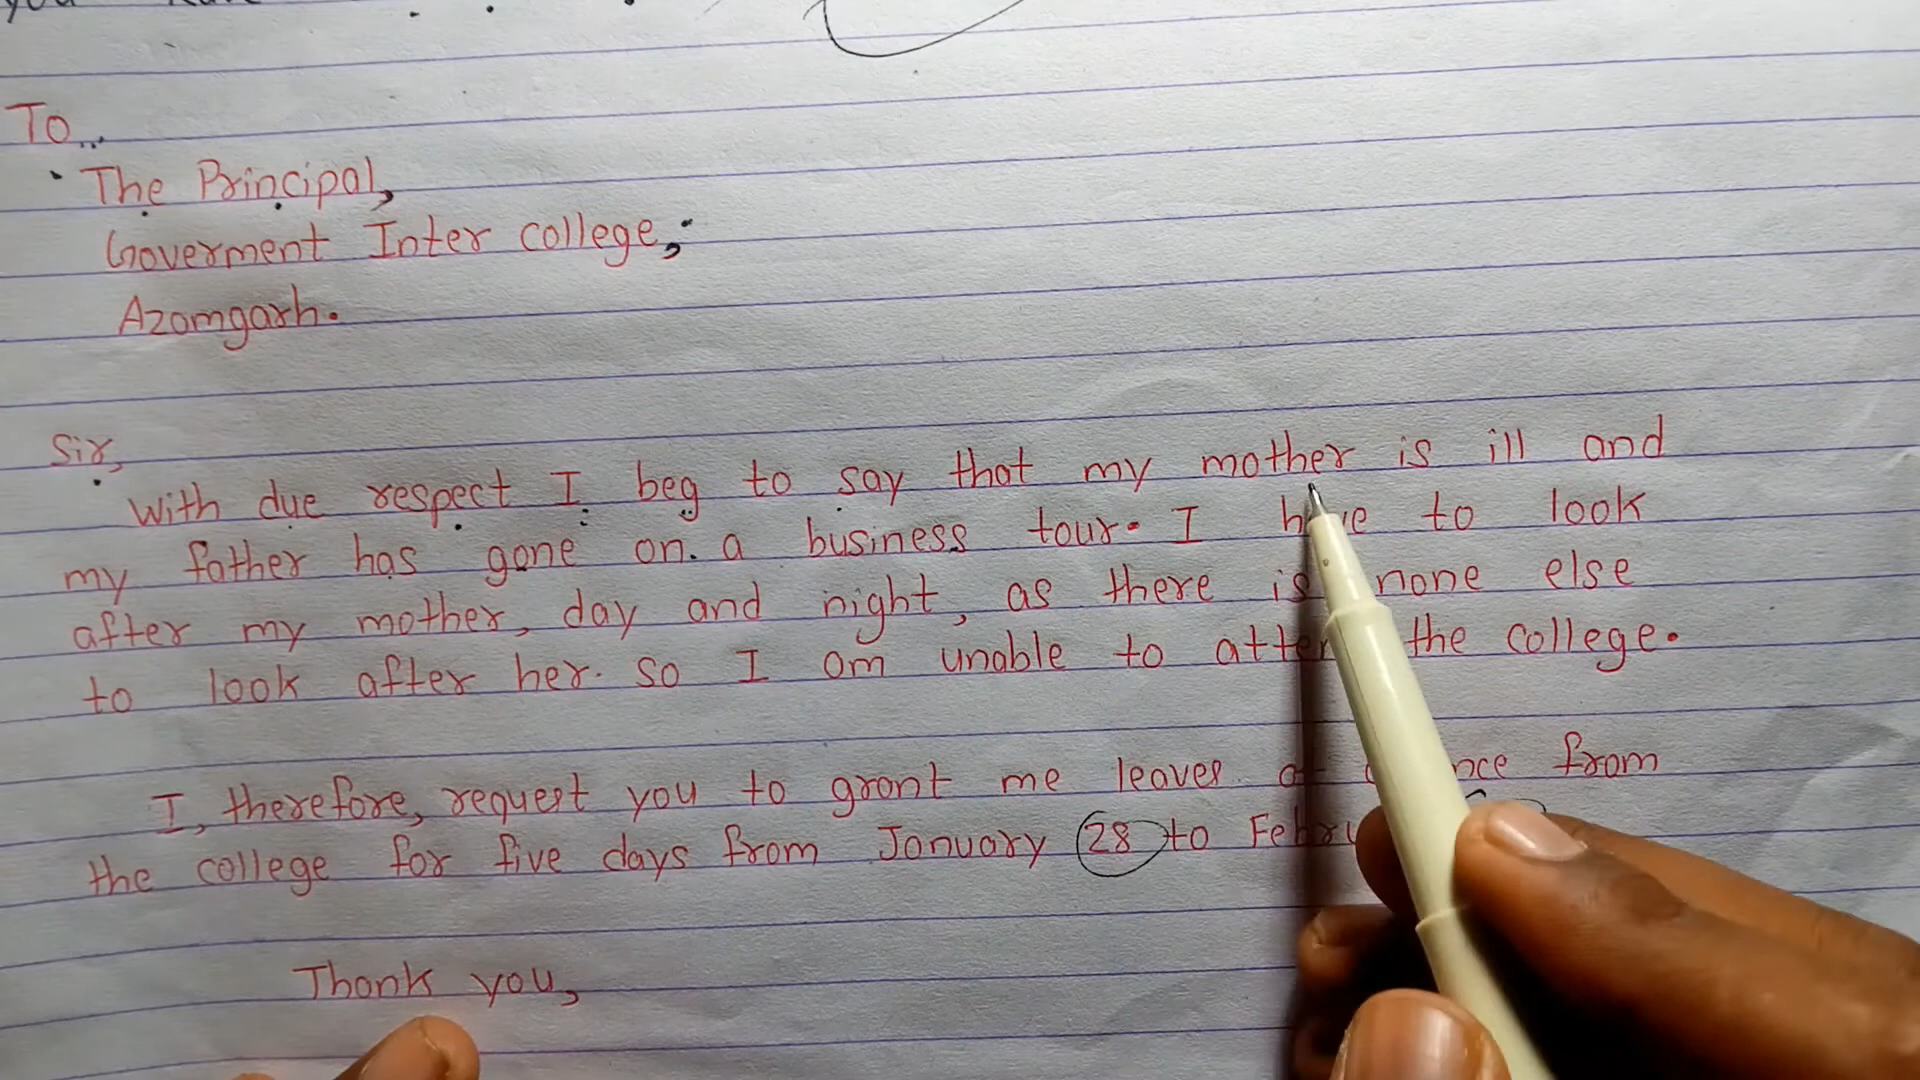 To
The Principal,
Goverment Inter college,
Azamgarh.
Sir,
With due respect I beg to say that my mother is ill and
my father has gone on a business tour. I to look
after my mother, day and night, as there is none else
to look after her. So I am unable to the college.
I, therefore, request you to grant me leaves from
the college for five days from January 28 to
Thank you,